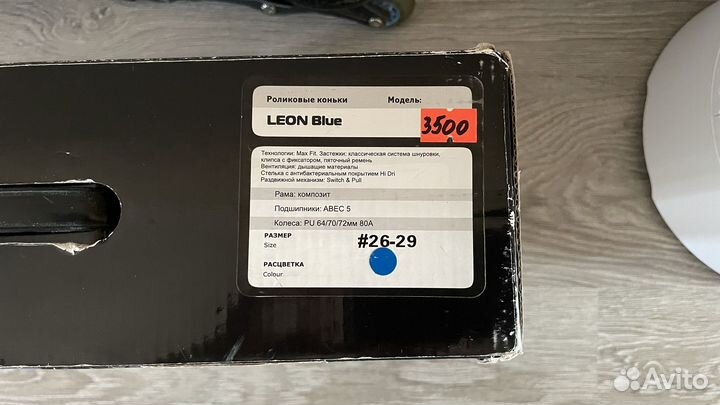 Роликовые коньки Модель:
LEON Blue
3500
Технологии: Max Fit. Застежки: классическая система шнуровки,
клипса с фиксатором, пяточный ремень
Вентиляция: дышащие материалы
Стелька с антибактериальным покрытием Hi Dri
Раздвижной механизм: Switch & Pull
Рама: композит
Подшипники: ABEC 5
Колеса: PU 64/70/72мм 80A
РАЗМЕР #26-29
Size
РАСЦВЕТКА
Colour
Avito